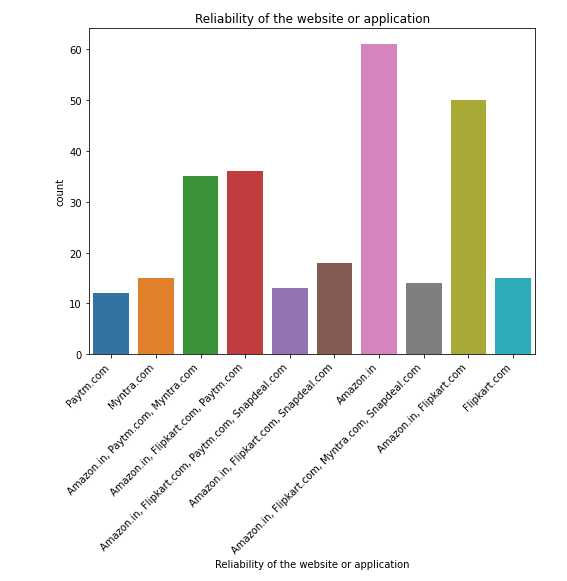 Reliability of the website or application
60
50
40
30
20
10
0
count
Paytm.com
Myntra.com
Amazon.in, Paytm.com, Myntra.com
Amazon.in, Flipkart.com, Paytm.com
Amazon.in, Flipkart.com, Paytm.com, Snapdeal.com
Amazon.in, Flipkart.com, Snapdeal.com
Amazon.in
Amazon.in, Flipkart.com, Myntra.com, Snapdeal.com
Amazon.in, Flipkart.com
Flipkart.com
Reliability of the website or application